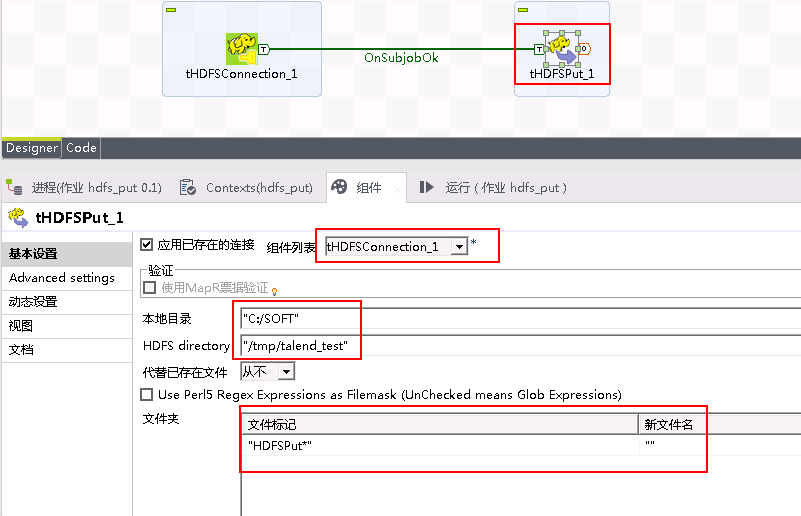 T
T
O
OnSubjobOk
tHDFSConnection_1
tHDFSPut_1
Designer
Code
进程(作业 hdfs_put 0.1)
Contexts(hdfs_put)
组件
运行 ( 作业 hdfs_put )
tHDFSPut_1
基本设置
Advanced settings
动态设置
视图
文档
应用已存在的连接
组件列表
tHDFSConnection_1
*
验证
使用MapR票据验证
本地目录
"C:/SOFT"
HDFS directory
"/tmp/talend_test"
代替已存在文件
从不
Use Perl5 Regex Expressions as Filemask (UnChecked means Glob Expressions)
文件夹
文件标记
新文件名
"HDFSPut*"
""